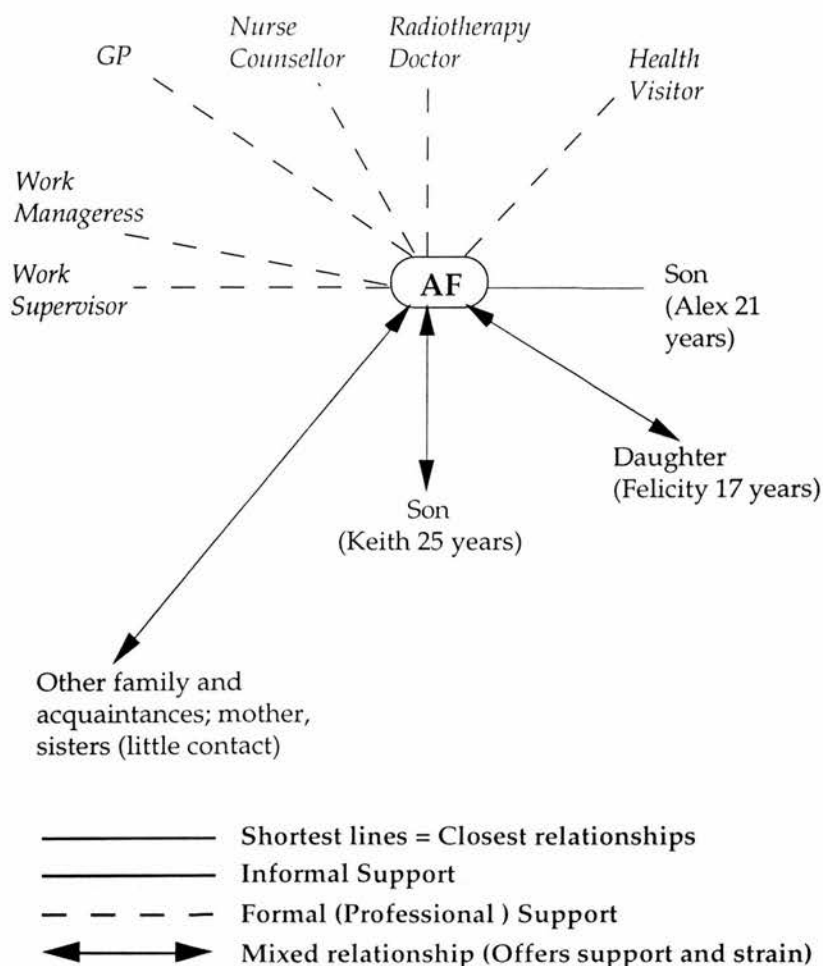 Nurse
Counsellor
Radiotherapy
Doctor
GP
Health
Visitor
Work
Manageress
Work
Supervisor
AF
Son
(Alex 21
years)
Daughter
(Felicity 17 years)
Son
(Keith 25 years)
Other family and
acquaintances; mother,
sisters (little contact)
Shortest lines = Closest relationships
Informal Support
Formal (Professional ) Support
Mixed relationship (Offers support and strain)